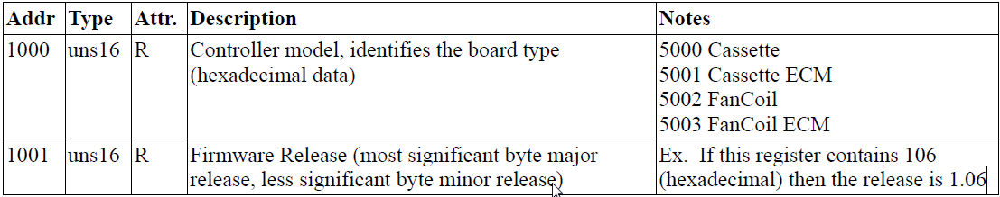 Addr Type Attr. Description Notes
1000 uns16 R Controller model, identifies the board type 5000 Cassette
(hexadecimal data) 5001 Cassette ECM
5002 FanCoil
5003 FanCoil ECM
1001 uns16 R Firmware Release (most significant byte major Ex.  If this register contains 106
release, less significant byte minor release) (hexadecimal) then the release is 1.06